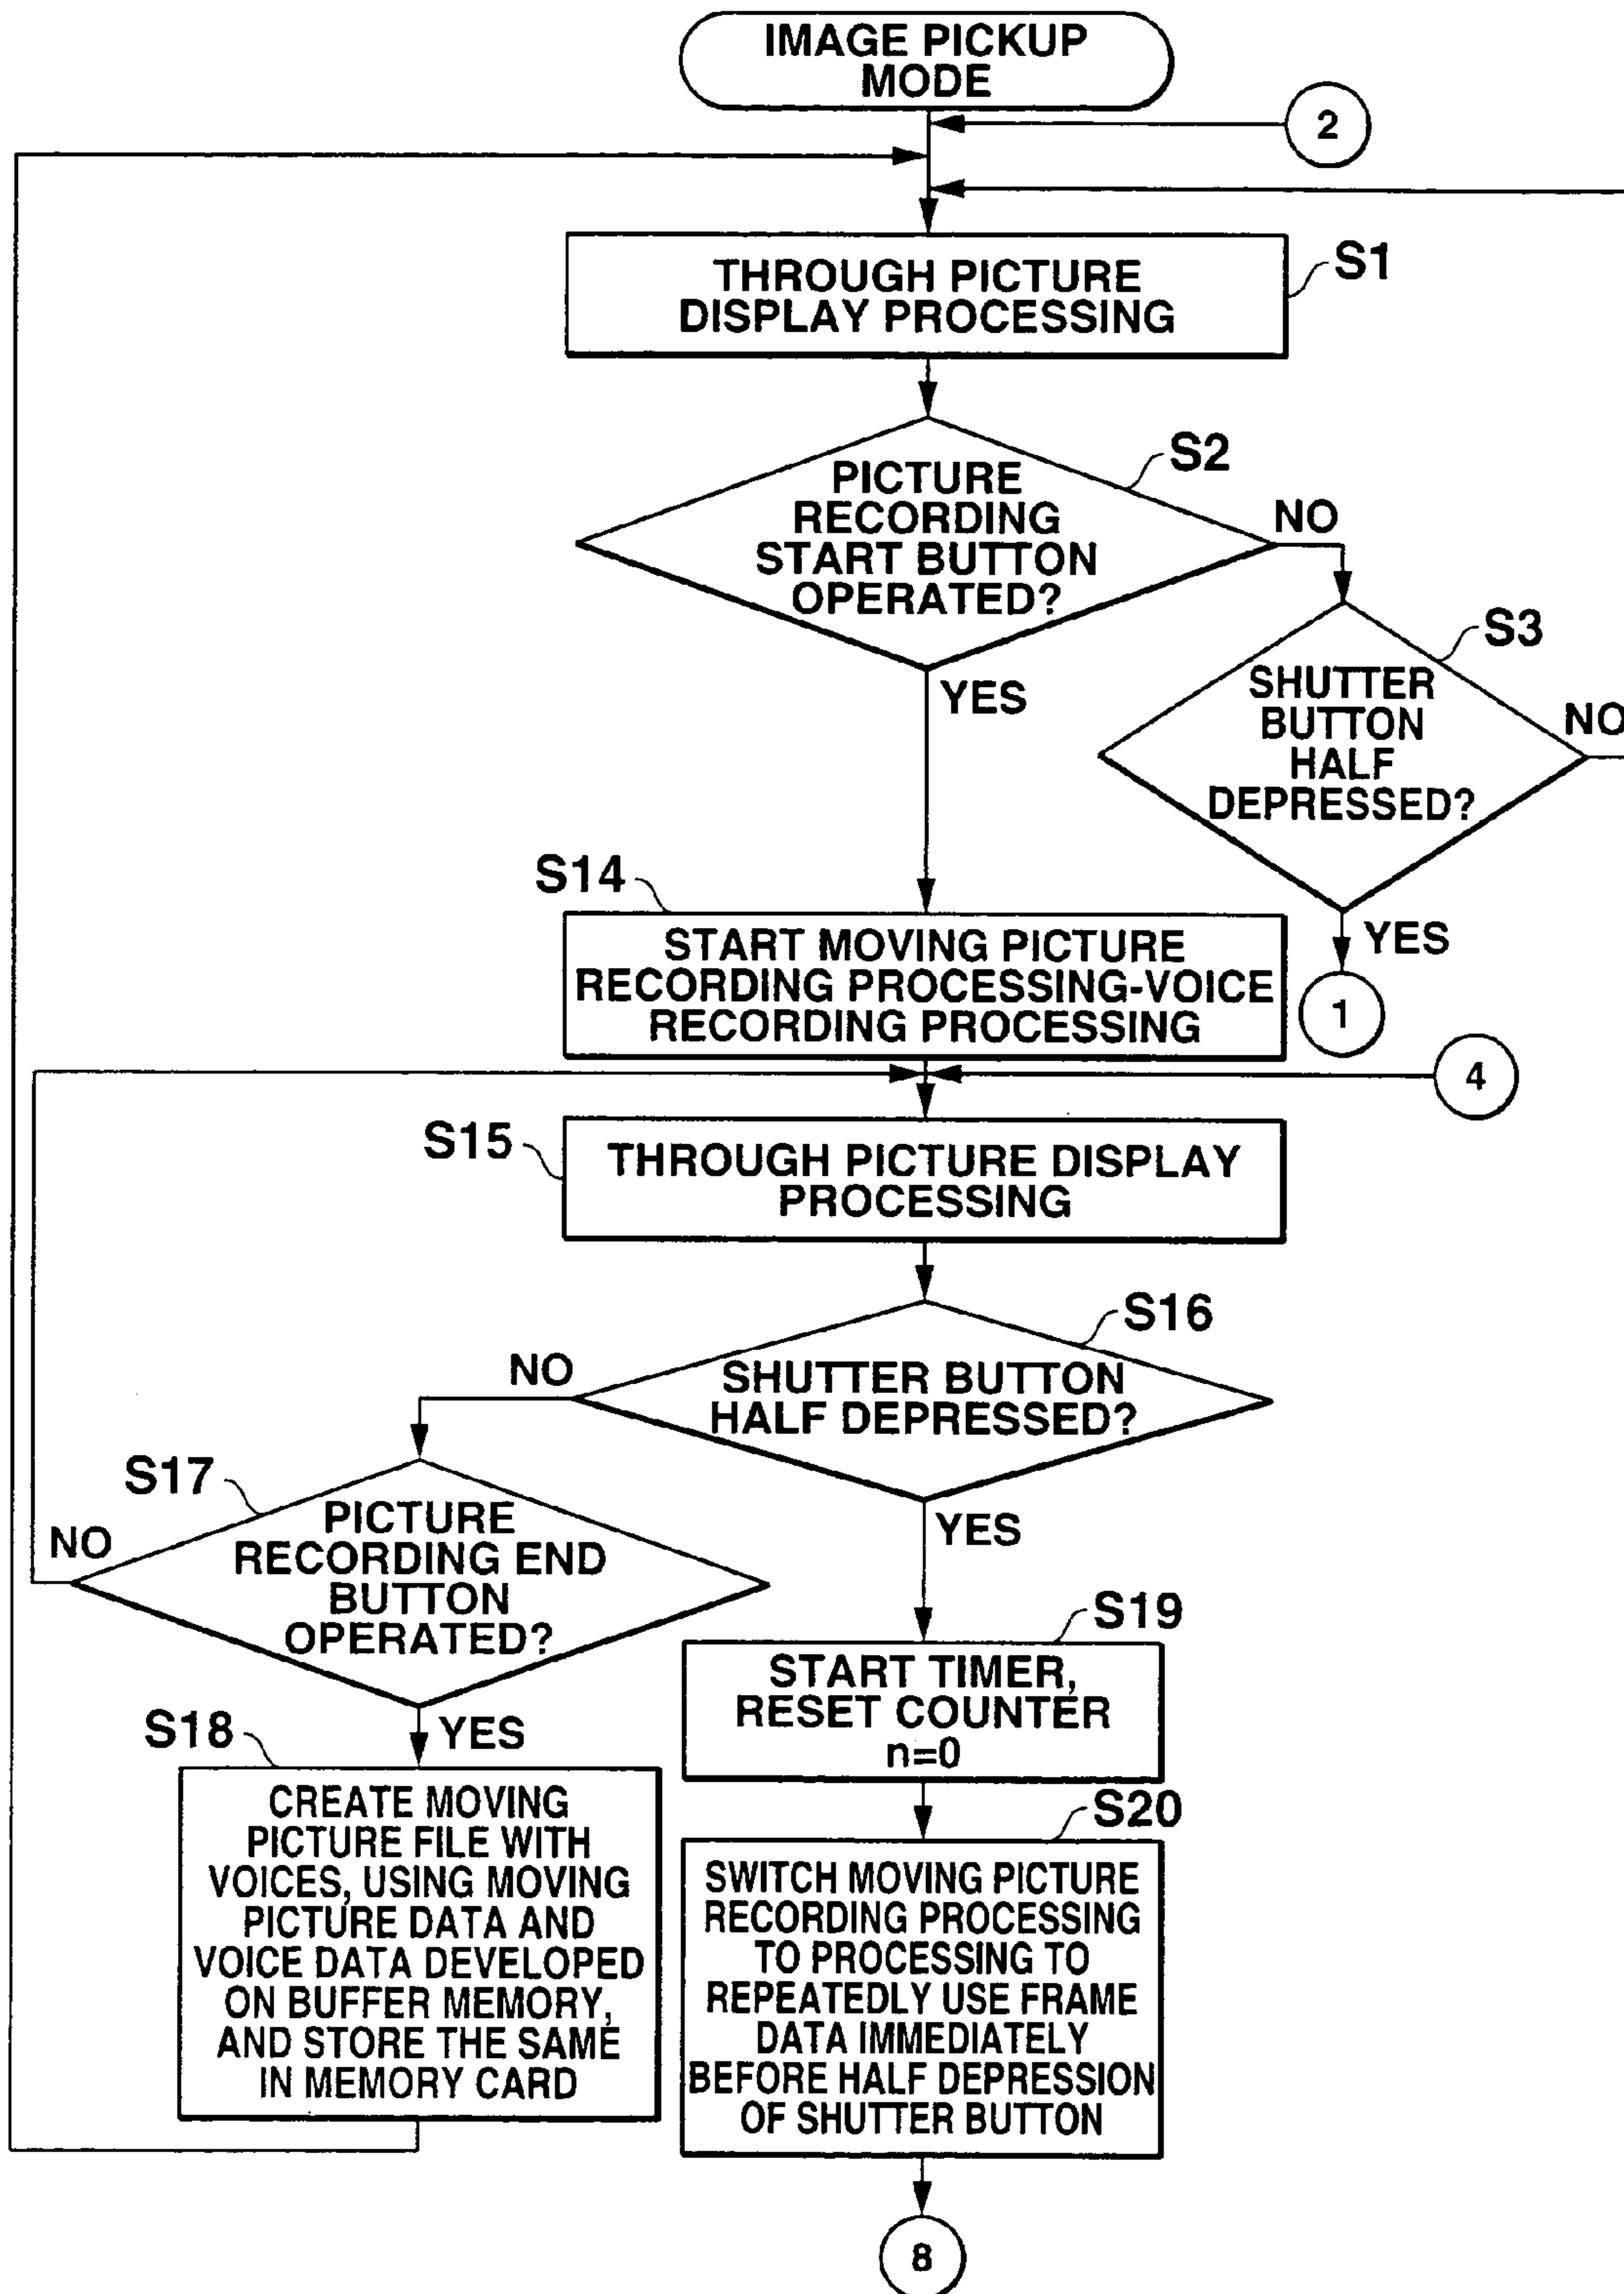 IMAGE PICKUP
MODE
2
THROUGH PICTURE
DISPLAY PROCESSING
S1
S2
PICTURE
RECORDING
START BUTTON
OPERATED?
NO
YES
S3
SHUTTER
BUTTON
HALF
DEPRESSED?
NO
YES
1
S14
START MOVING PICTURE
RECORDING PROCESSING-VOICE
RECORDING PROCESSING
4
S15
THROUGH PICTURE DISPLAY
PROCESSING
S16
SHUTTER BUTTON
HALF DEPRESSED?
NO
YES
S17
PICTURE
RECORDING END
BUTTON
OPERATED?
NO
YES
S18
CREATE MOVING
PICTURE FILE WITH
VOICES, USING MOVING
PICTURE DATA AND
VOICE DATA DEVELOPED
ON BUFFER MEMORY,
AND STORE THE SAME
IN MEMORY CARD
S19
START TIMER,
RESET COUNTER
n=0
S20
SWITCH MOVING PICTURE
RECORDING PROCESSING
TO PROCESSING TO
REPEATEDLY USE FRAME
DATA IMMEDIATELY
BEFORE HALF DEPRESSION
OF SHUTTER BUTTON
8